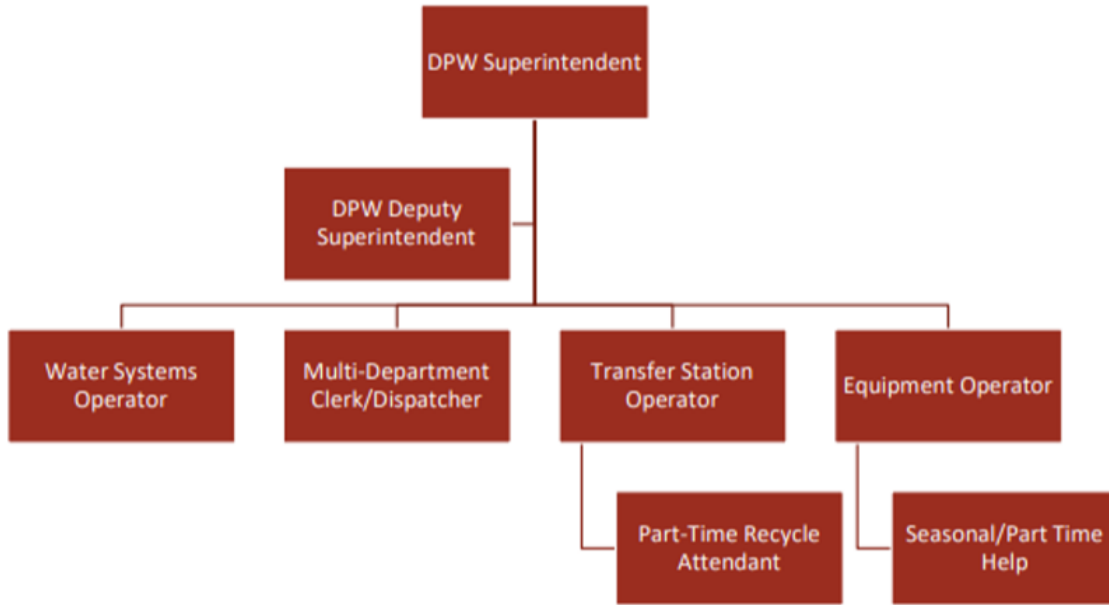 DPW Superintendent
DPW Deputy
Superintendent
Water Systems
Operator
Multi-Department
Clerk/Dispatcher
Transfer Station
Operator
Equipment Operator
Part-Time Recycle
Attendant
Seasonal/Part Time
Help